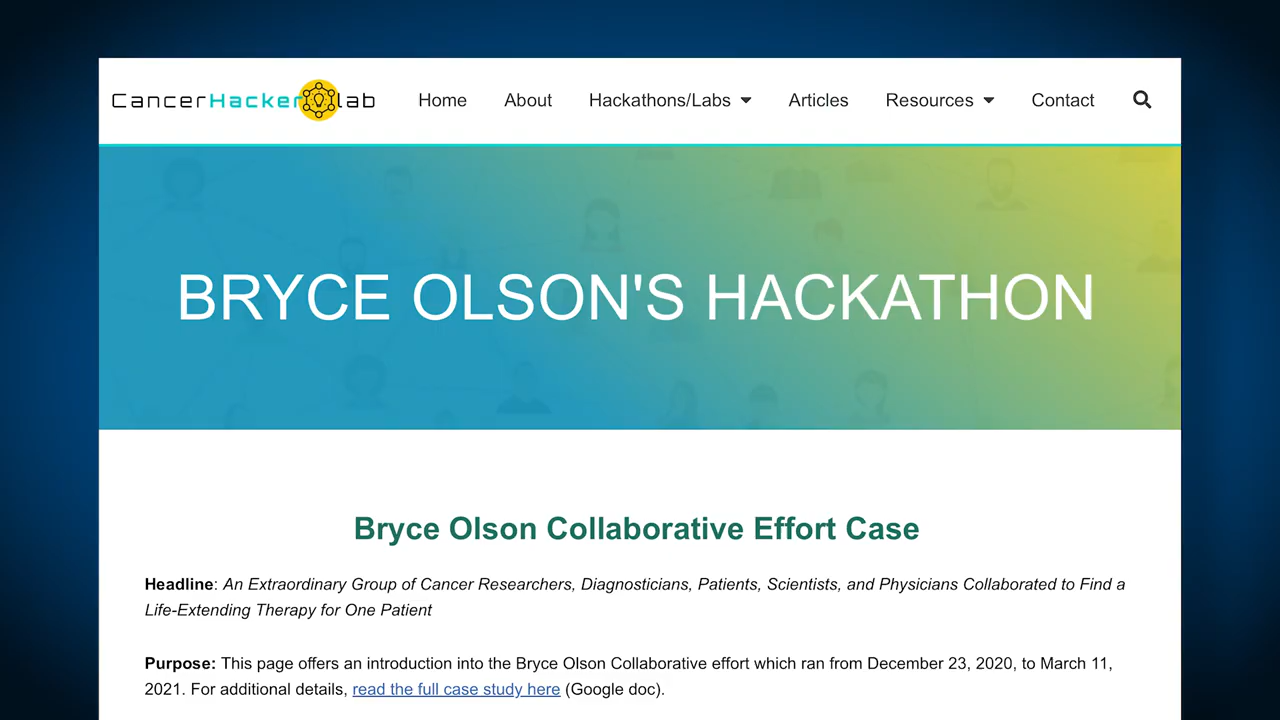 CancerHackerLab
Home
About
Hackathons/Labs
Articles
Resources
Contact
BRYCE OLSON'S HACKATHON
Bryce Olson Collaborative Effort Case
Headline: An Extraordinary Group of Cancer Researchers, Diagnosticians, Patients, Scientists, and Physicians Collaborated to Find a
Life-Extending Therapy for One Patient
Purpose: This page offers an introduction into the Bryce Olson Collaborative effort which ran from December 23, 2020, to March 11,
2021. For additional details, read the full case study here (Google doc).